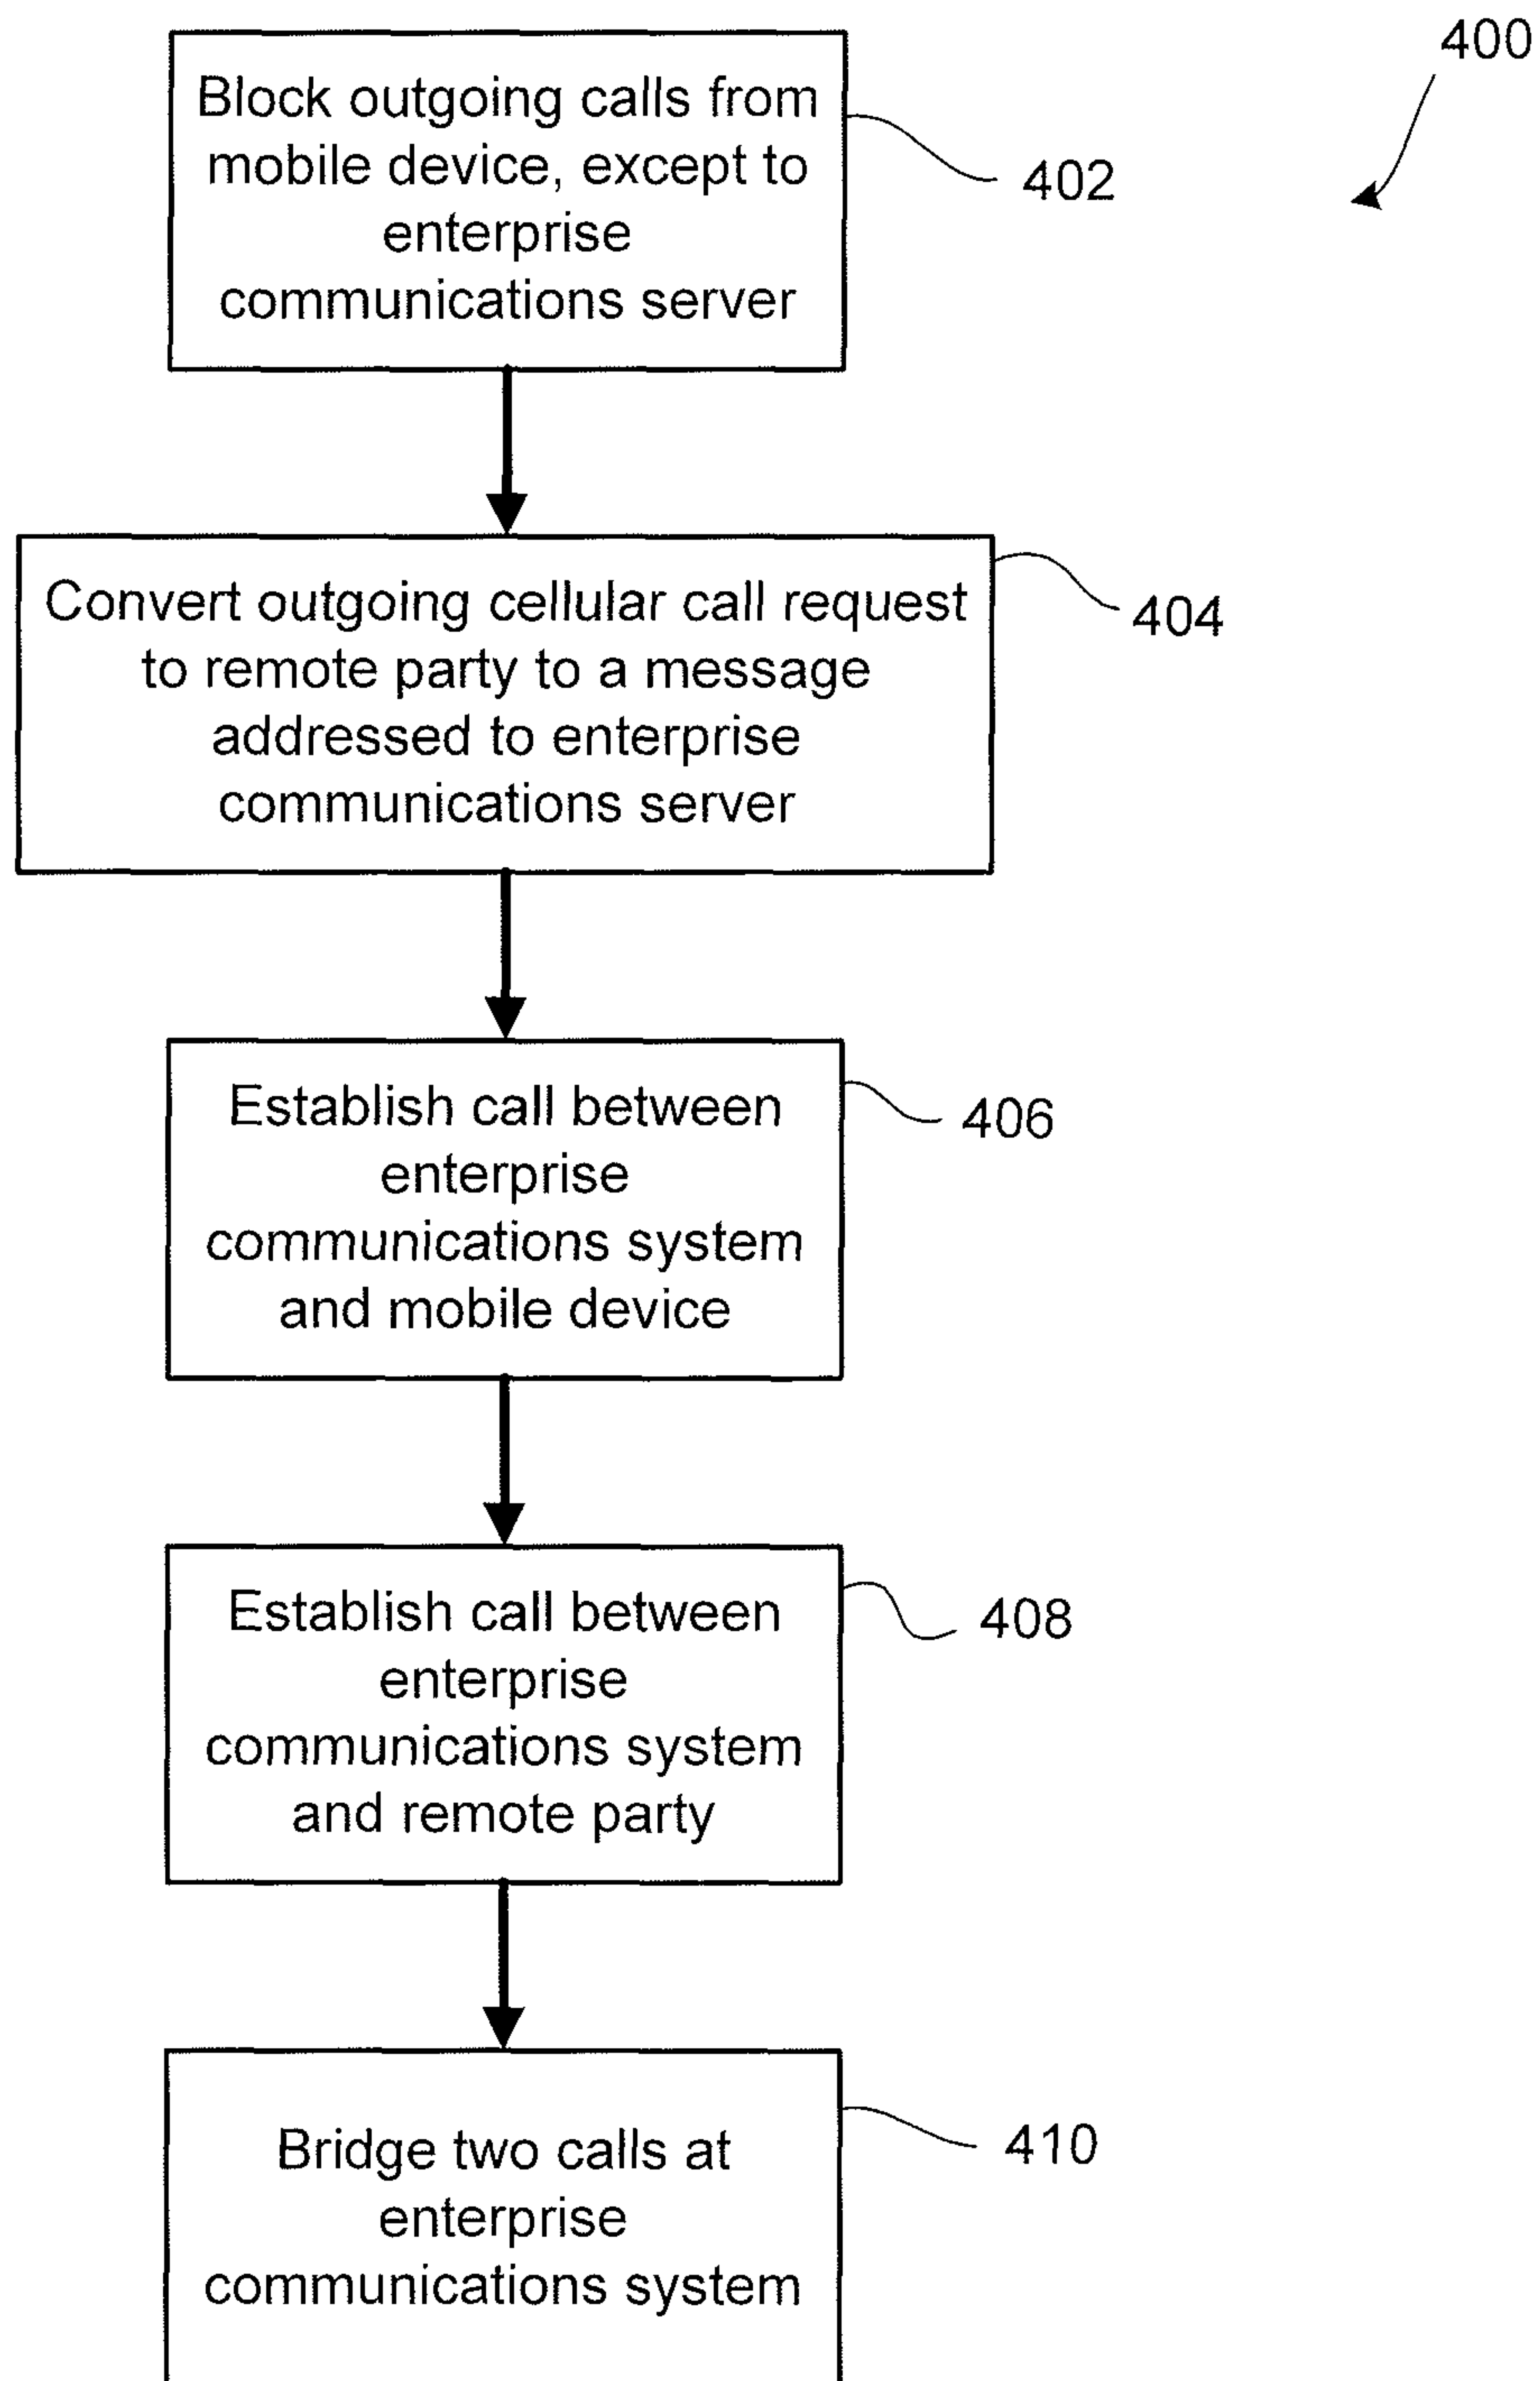 400
Block outgoing calls from
mobile device, except to
enterprise
communications server
402
Convert outgoing cellular call request
to remote party to a message
addressed to enterprise
communications server
404
Establish call between
enterprise
communications system
and mobile device
406
Establish call between
enterprise
communications system
and remote party
408
Bridge two calls at
enterprise
communications system
410